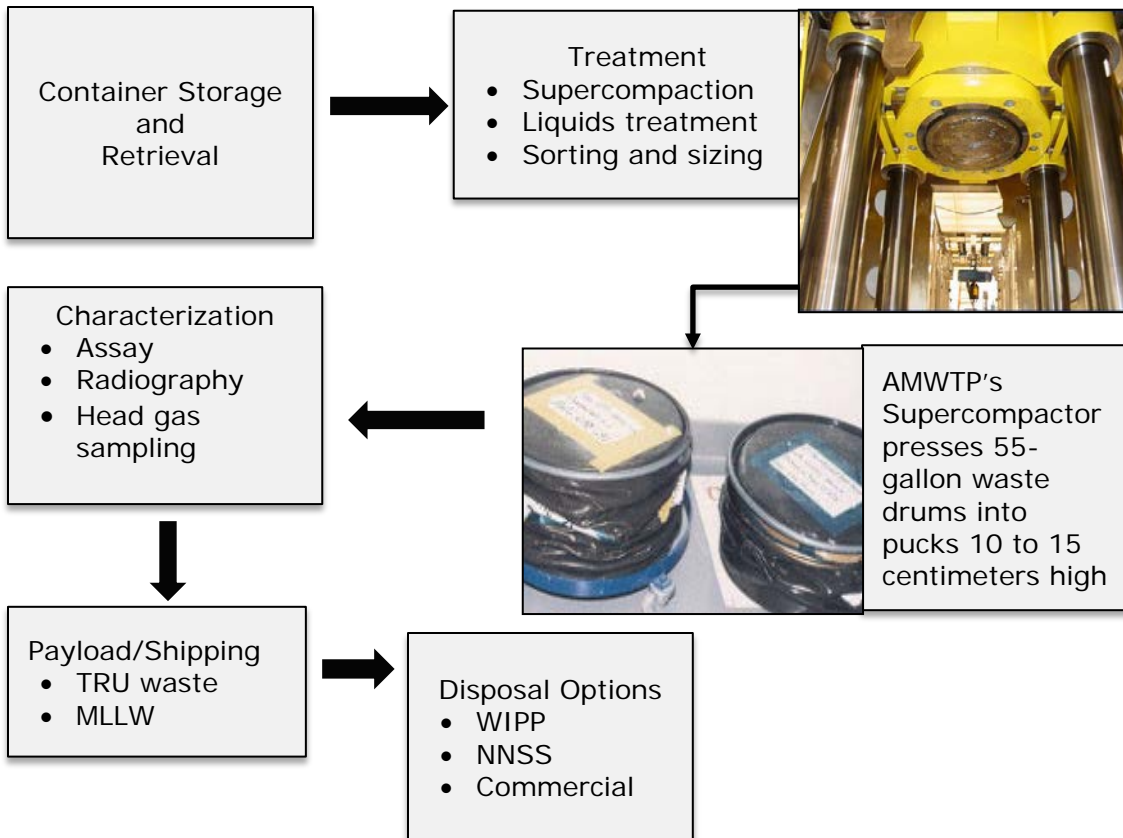 Container Storage
and
Retrieval
Treatment
• Supercompaction
• Liquids treatment
• Sorting and sizing
Characterization
• Assay
• Radiography
• Head gas
sampling
AMWTP's
Supercompactor
presses 55-
gallon waste
drums into
pucks 10 to 15
centimeters high
Payload/Shipping
• TRU waste
• MLLW
Disposal Options
• WIPP
• NNSS
• Commercial